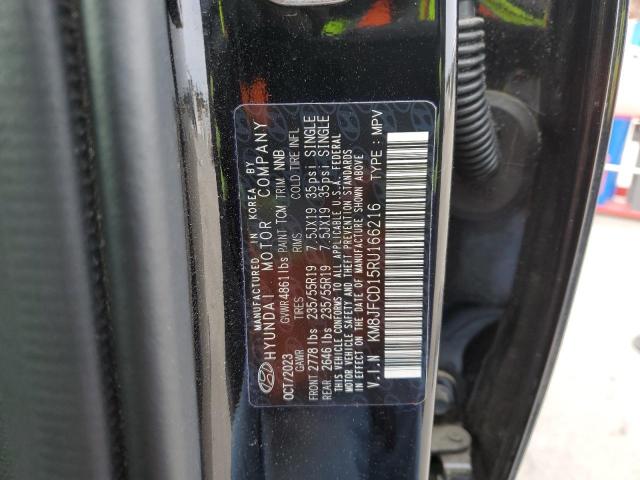 MANUFACTURED IN KOREA BY
HYUNDAI MOTOR COMPANY
OCT/2023 GVWR 4861 lbs PAINT TCM TRIM NNB
GAWR TIRES RIMS COLD TIRE INFL
FRONT 2778 lbs 235/55R19 7.5JX19 35psi SINGLE
REAR 2646 lbs 235/55R19 7.5JX19 35psi SINGLE
THIS VEHICLE CONFORMS TO ALL APPLICABLE U.S.A. FEDERAL
MOTOR VEHICLE SAFETY AND BUMPER STANDARDS
IN EFFECT ON THE DATE OF MANUFACTURE SHOWN ABOVE
V.I.N KM8JFCD15RU166216 TYPE : MPV